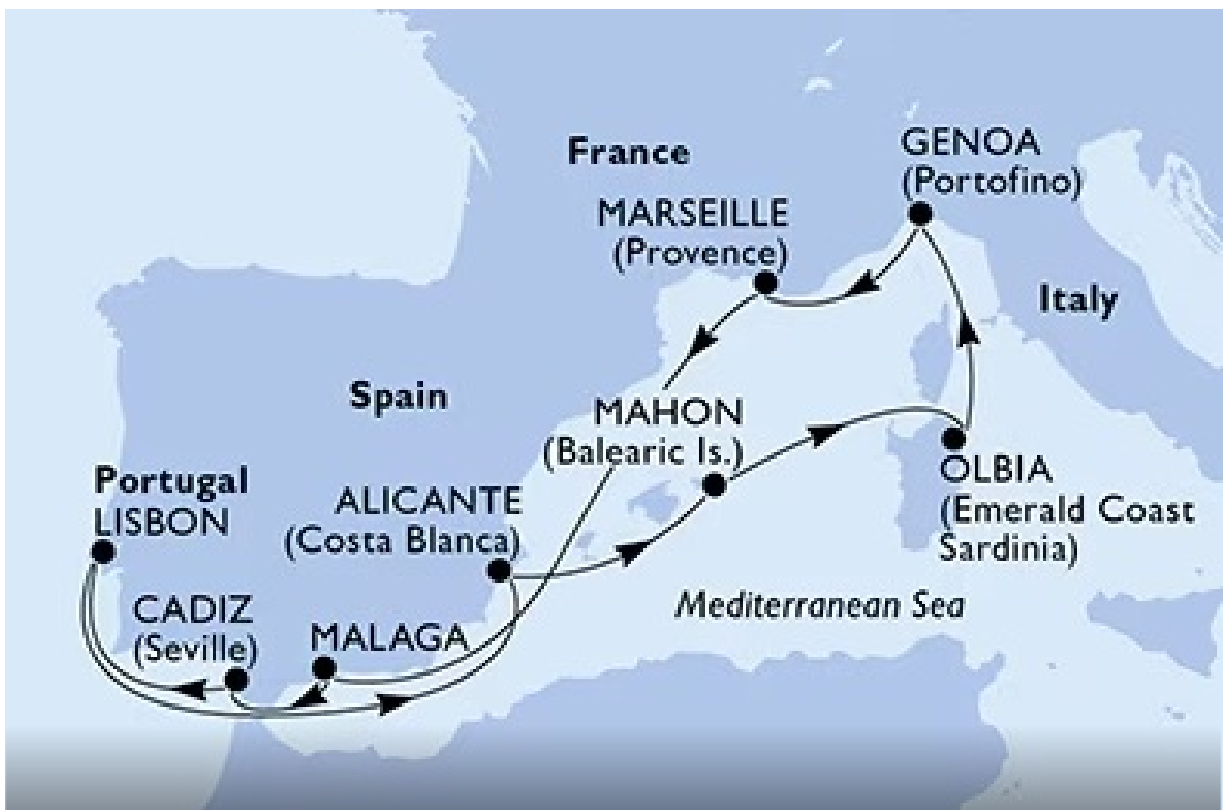 GENOA
(Portofino)
France
MARSEILLE
(Provence)
Italy
Spain
MAHON
(Balearic Is.)
Portugal
LISBON
ALICANTE
(Costa Blanca)
OLBIA
(Emerald Coast
Sardinia)
CADIZ
(Seville)
MALAGA
Mediterranean Sea